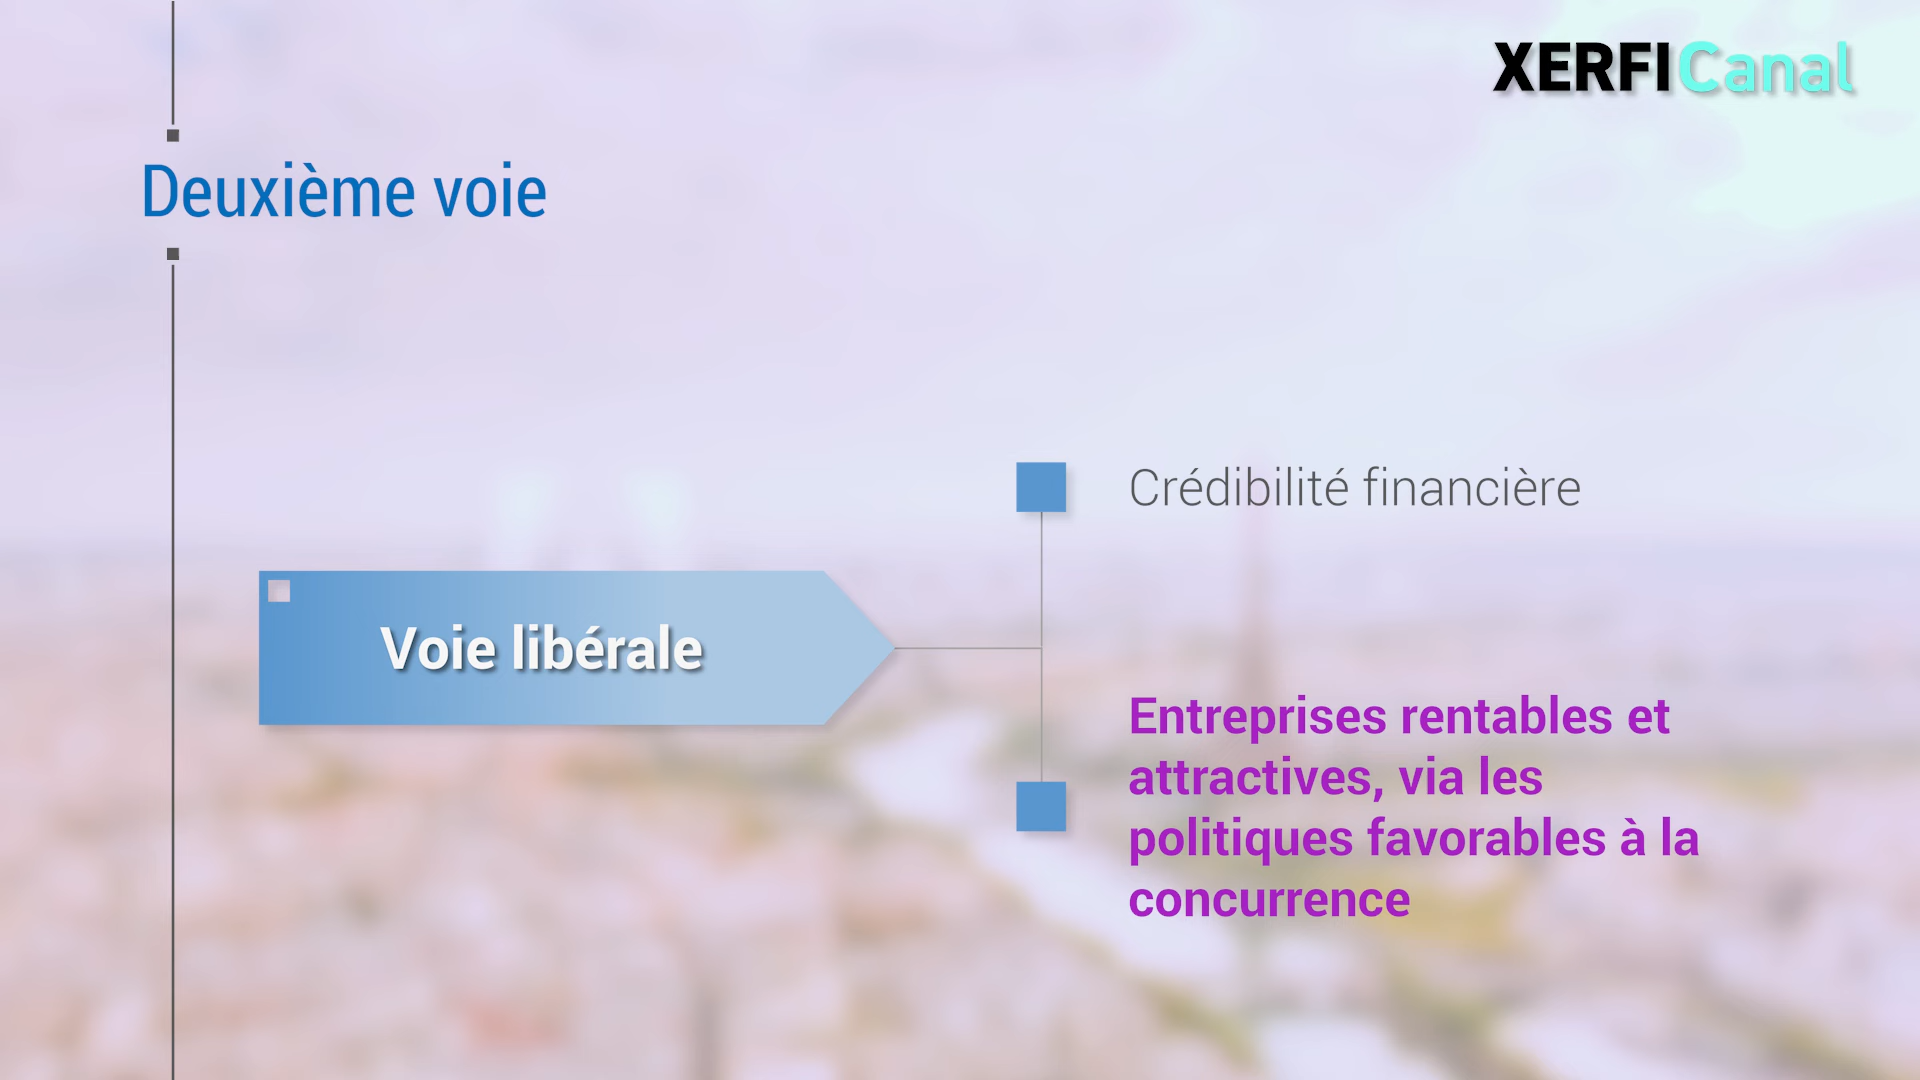 XERFI Canal
Deuxième voie
Voie libérale
Crédibilité financière
Entreprises rentables et
attractives, via les
politiques favorables à la
concurrence